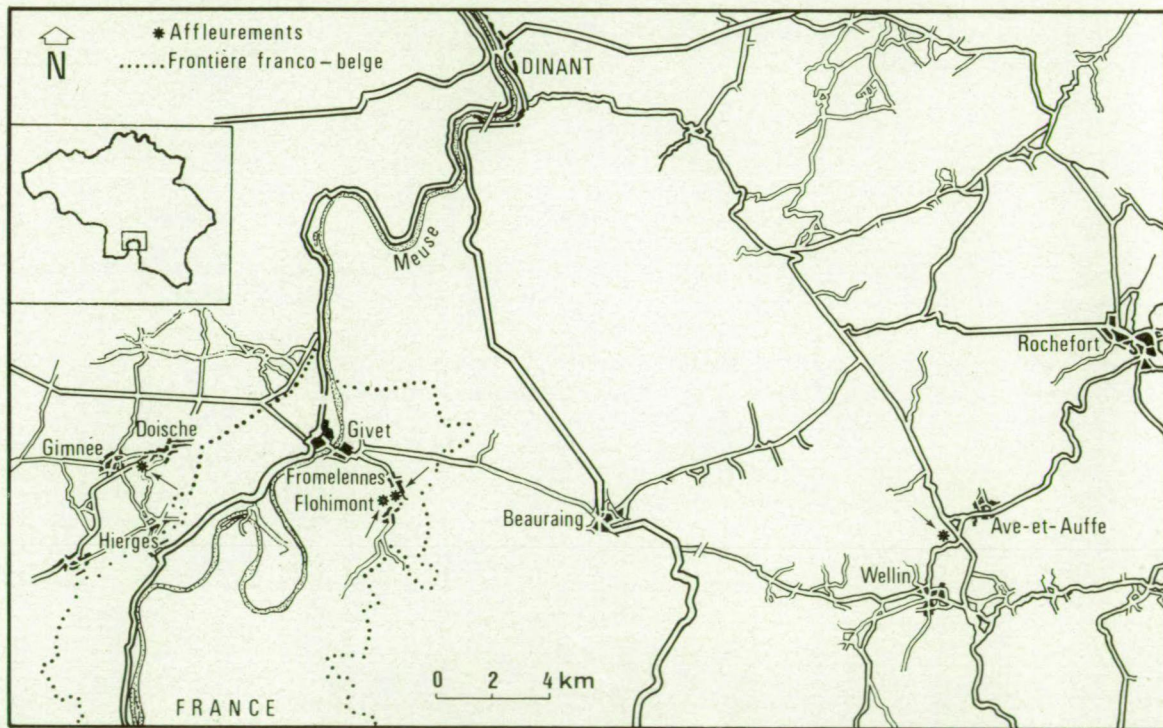 ✷ Affleurements
N
...... Frontière franco-belge
DINANT
Meuse
Rochefort
Doische
Gimnée
Givet
Fromelennes
Flohimont
Beauraing
Ave-et-Auffe
Hierges
Wellin
0 2 4 km
FRANCE